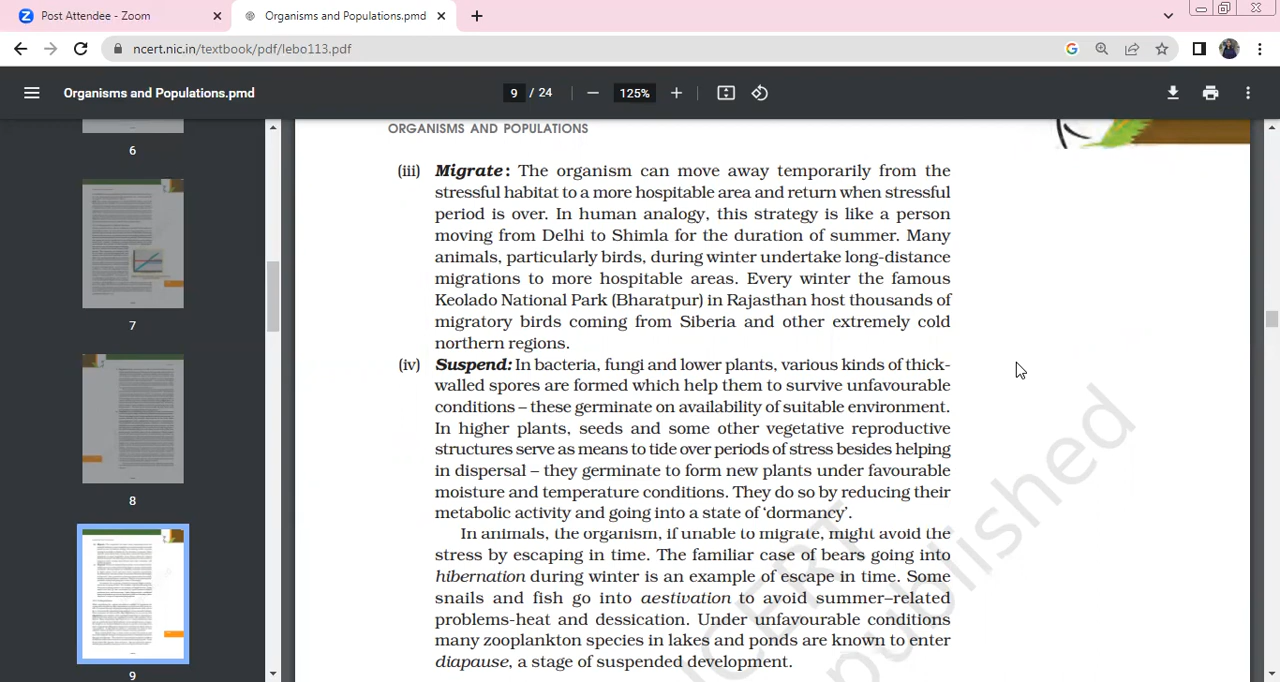 Post Attendee - Zoom
Organisms and Populations.pmd
ncert.nic.in/textbook/pdf/lebo113.pdf
Organisms and Populations.pmd
9 / 24
125%
6
7
8
9
ORGANISMS AND POPULATIONS
(iii) Migrate: The organism can move away temporarily from the
stressful habitat to a more hospitable area and return when stressful
period is over. In human analogy, this strategy is like a person
moving from Delhi to Shimla for the duration of summer. Many
animals, particularly birds, during winter undertake long-distance
migrations to more hospitable areas. Every winter the famous
Keolado National Park (Bharatpur) in Rajasthan host thousands of
migratory birds coming from Siberia and other extremely cold
northern regions.
(iv) Suspend: In bacteria, fungi and lower plants, various kinds of thick-
walled spores are formed which help them to survive unfavourable
conditions – these germinate on availability of suitable environment.
In higher plants, seeds and some other vegetative reproductive
structures serve as means to tide over periods of stress besides helping
in dispersal – they germinate to form new plants under favourable
moisture and temperature conditions. They do so by reducing their
metabolic activity and going into a state of 'dormancy'.
In animals, the organism, if unable to migrate, might avoid the
stress by escaping in time. The familiar case of bears going into
hibernation during winter is an example of escape in time. Some
snails and fish go into aestivation to avoid summer–related
problems-heat and dessication. Under unfavourable conditions
many zooplankton species in lakes and ponds are known to enter
diapause, a stage of suspended development.
published